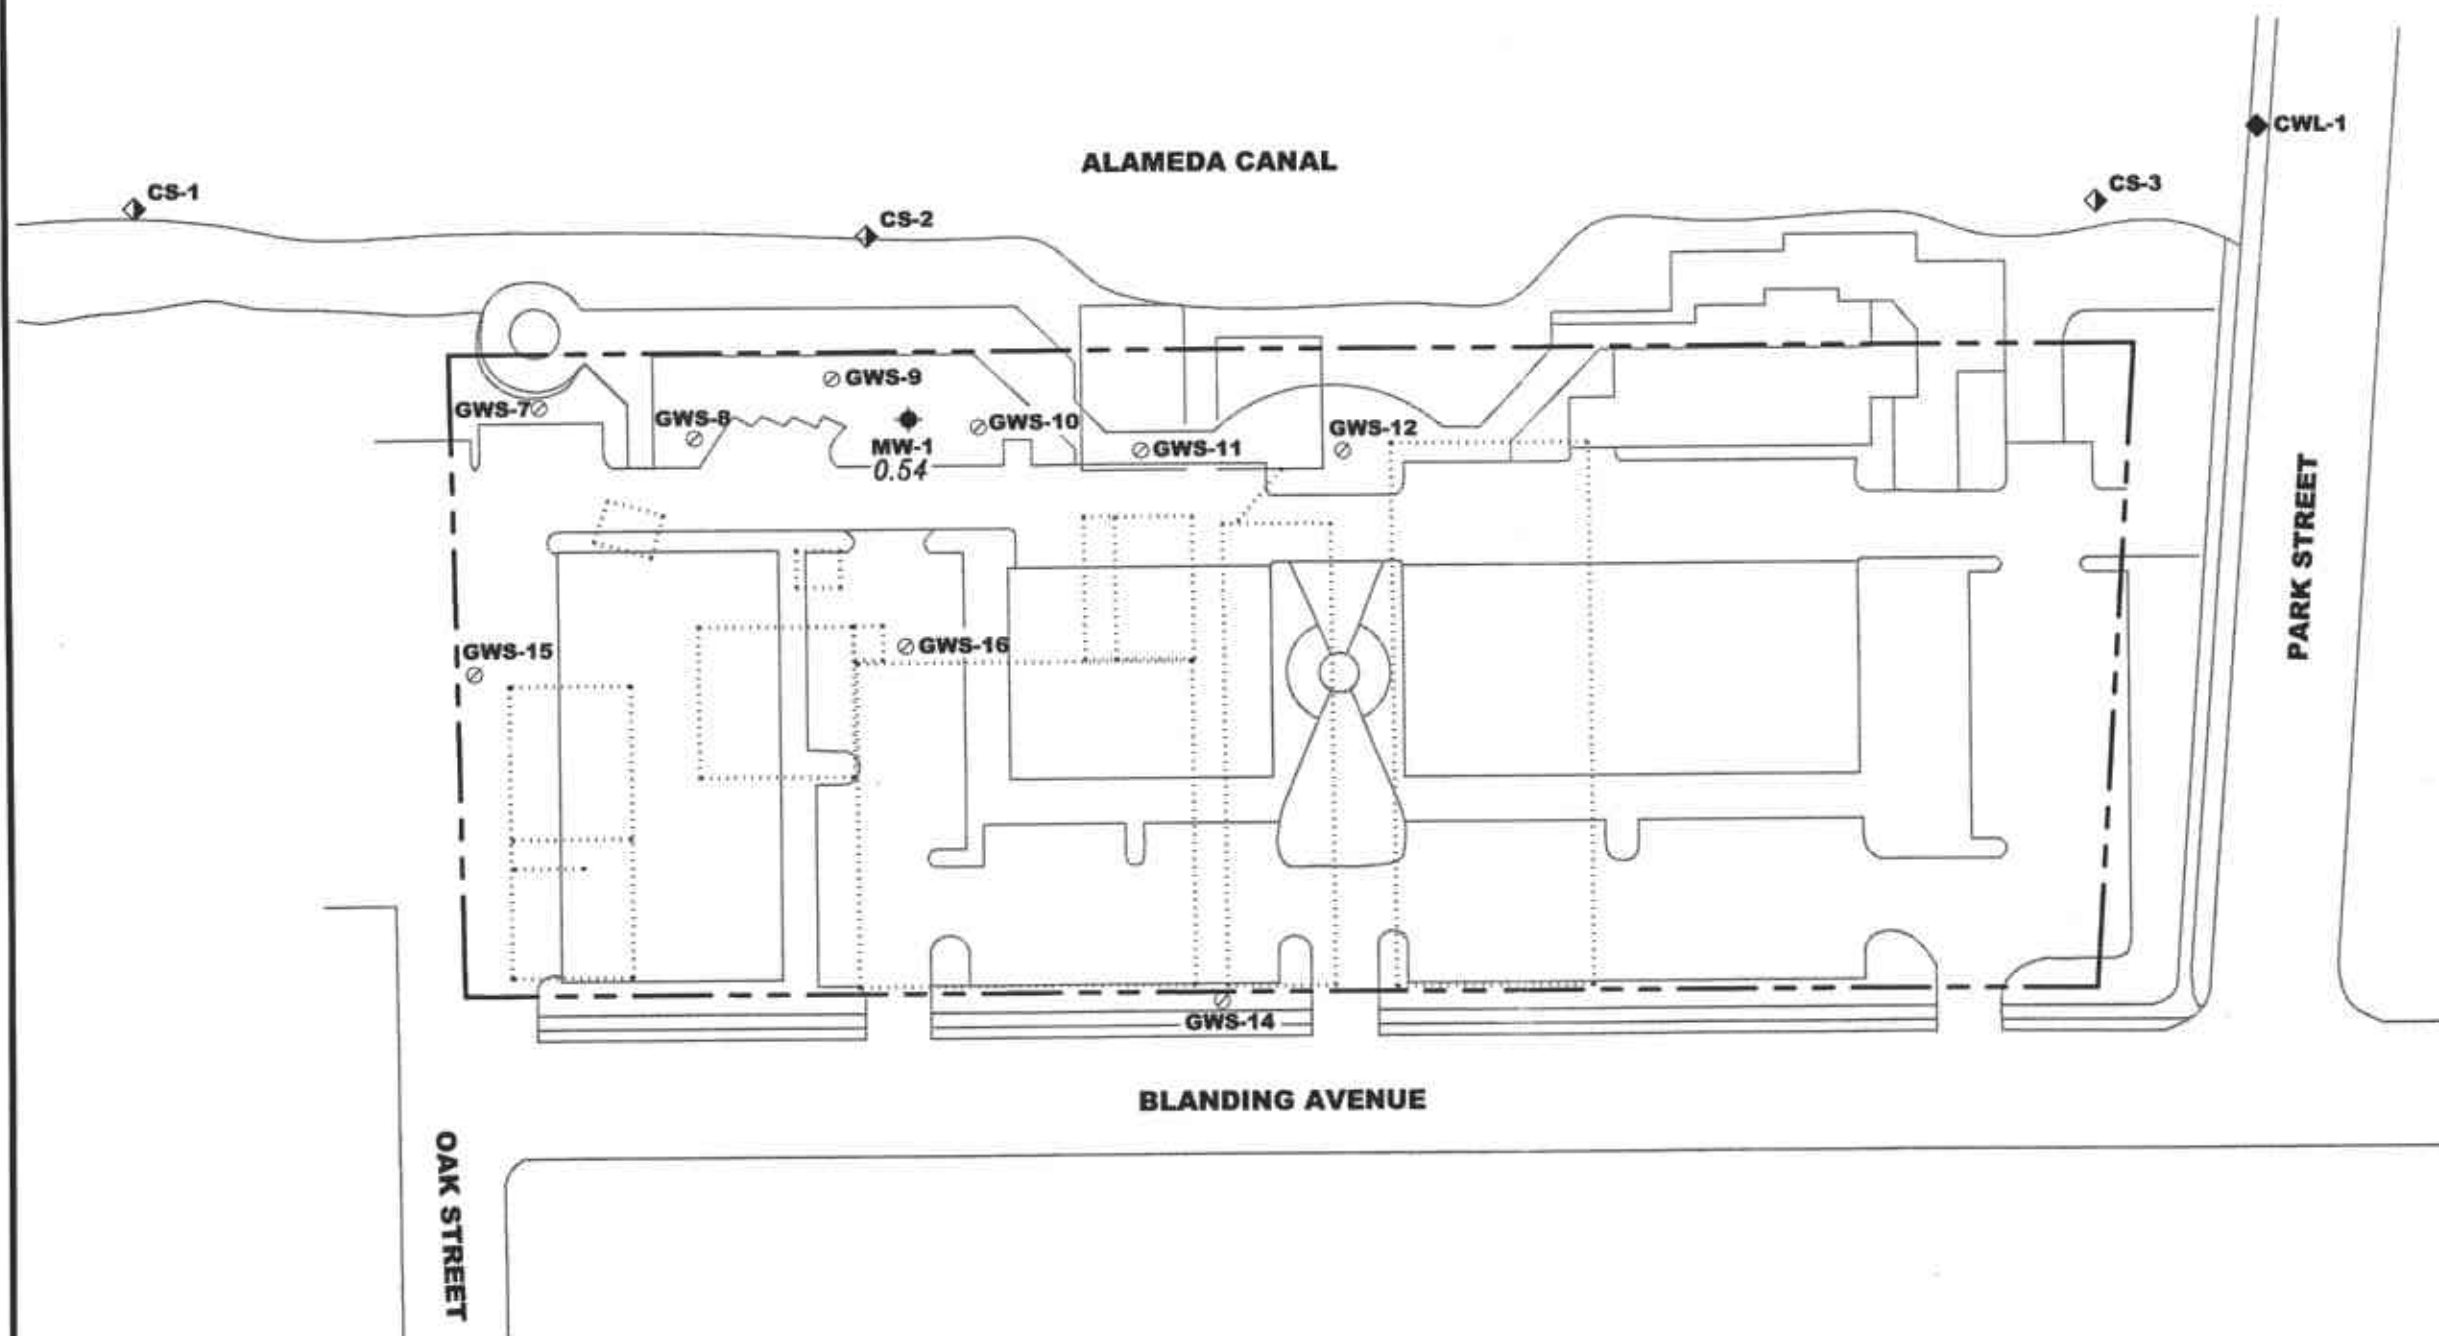 CWL-1
ALAMEDA CANAL
CS-1
CS-3
CS-2
GWS-9
GWS-7
GWS-8
GWS-10
GWS-12
MW-1
0.54
GWS-11
PARK STREET
GWS-16
GWS-15
GWS-14
BLANDING AVENUE
OAK STREET